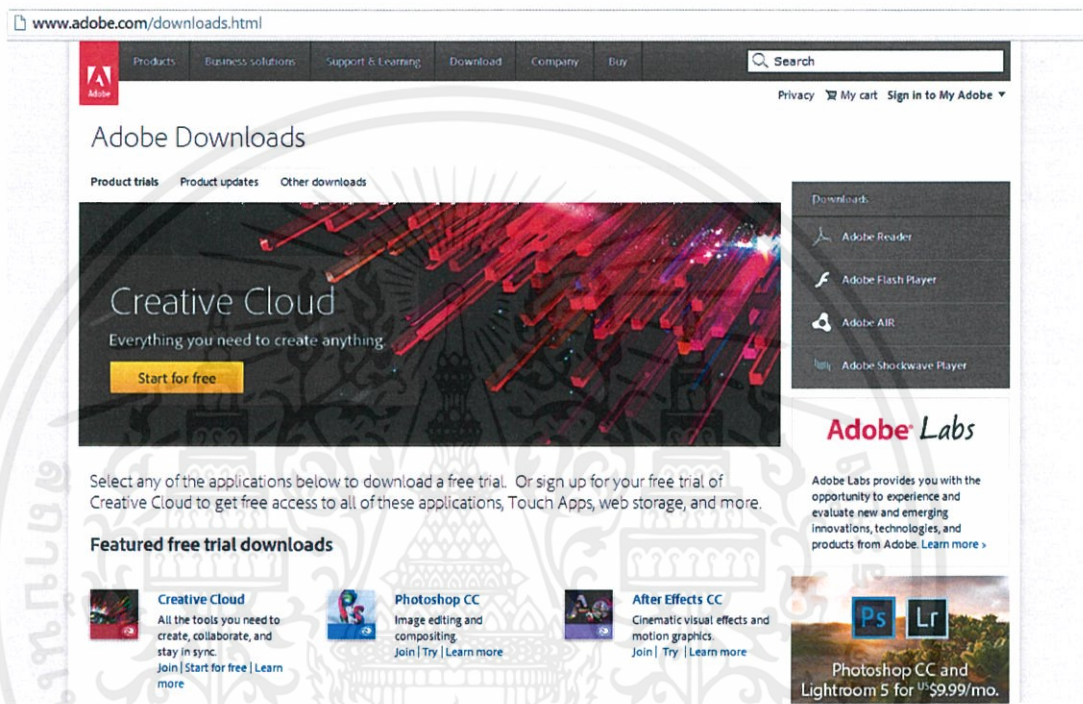 www.adobe.com/downloads.html
Products Business solutions Support & Learning Download Company Buy
Search
Adobe
Privacy My cart Sign in to My Adobe
Adobe Downloads
Product trials Product updates Other downloads
Creative Cloud
Everything you need to create anything.
Start for free
Downloads
Adobe Reader
Adobe Flash Player
Adobe AIR
Adobe Shockwave Player
Adobe Labs
Adobe Labs provides you with the
opportunity to experience and
evaluate new and emerging
innovations, technologies, and
products from Adobe. Learn more ›
Select any of the applications below to download a free trial. Or sign up for your free trial of
Creative Cloud to get free access to all of these applications, Touch Apps, web storage, and more.
Featured free trial downloads
Creative Cloud
All the tools you need to
create, collaborate, and
stay in sync.
Join | Start for free | Learn
more
Photoshop CC
Image editing and
compositing.
Join | Try | Learn more
After Effects CC
Cinematic visual effects and
motion graphics.
Join | Try | Learn more
Ps Lr
Photoshop CC and
Lightroom 5 for US$9.99/mo.